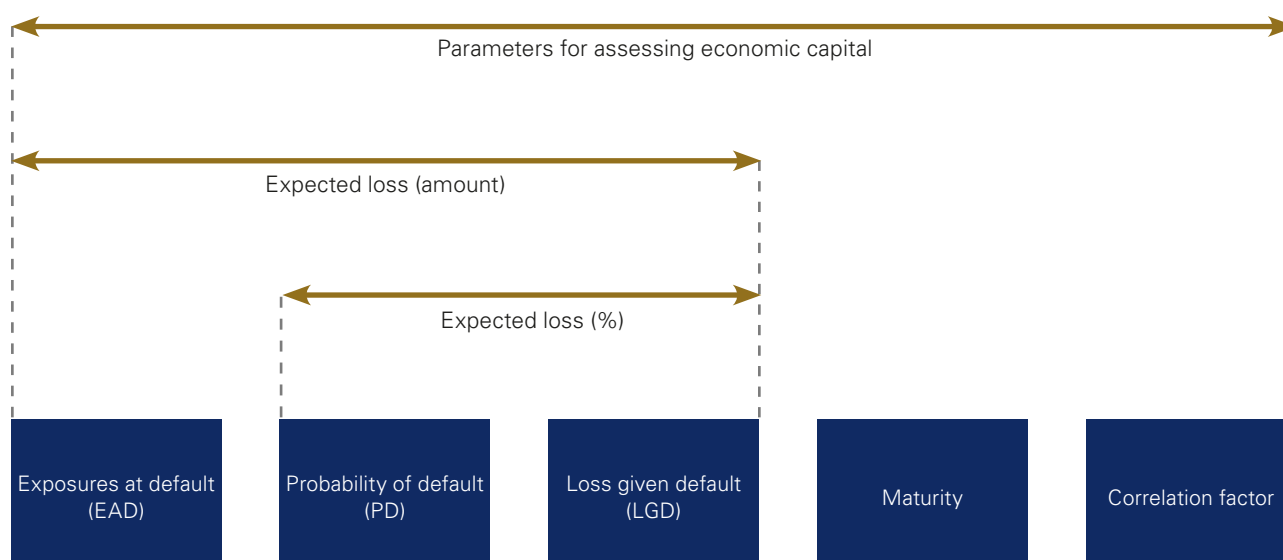 Parameters for assessing economic capital
Expected loss (amount)
Expected loss (%)
Exposures at default
(EAD)
Probability of default
(PD)
Loss given default
(LGD)
Maturity
Correlation factor